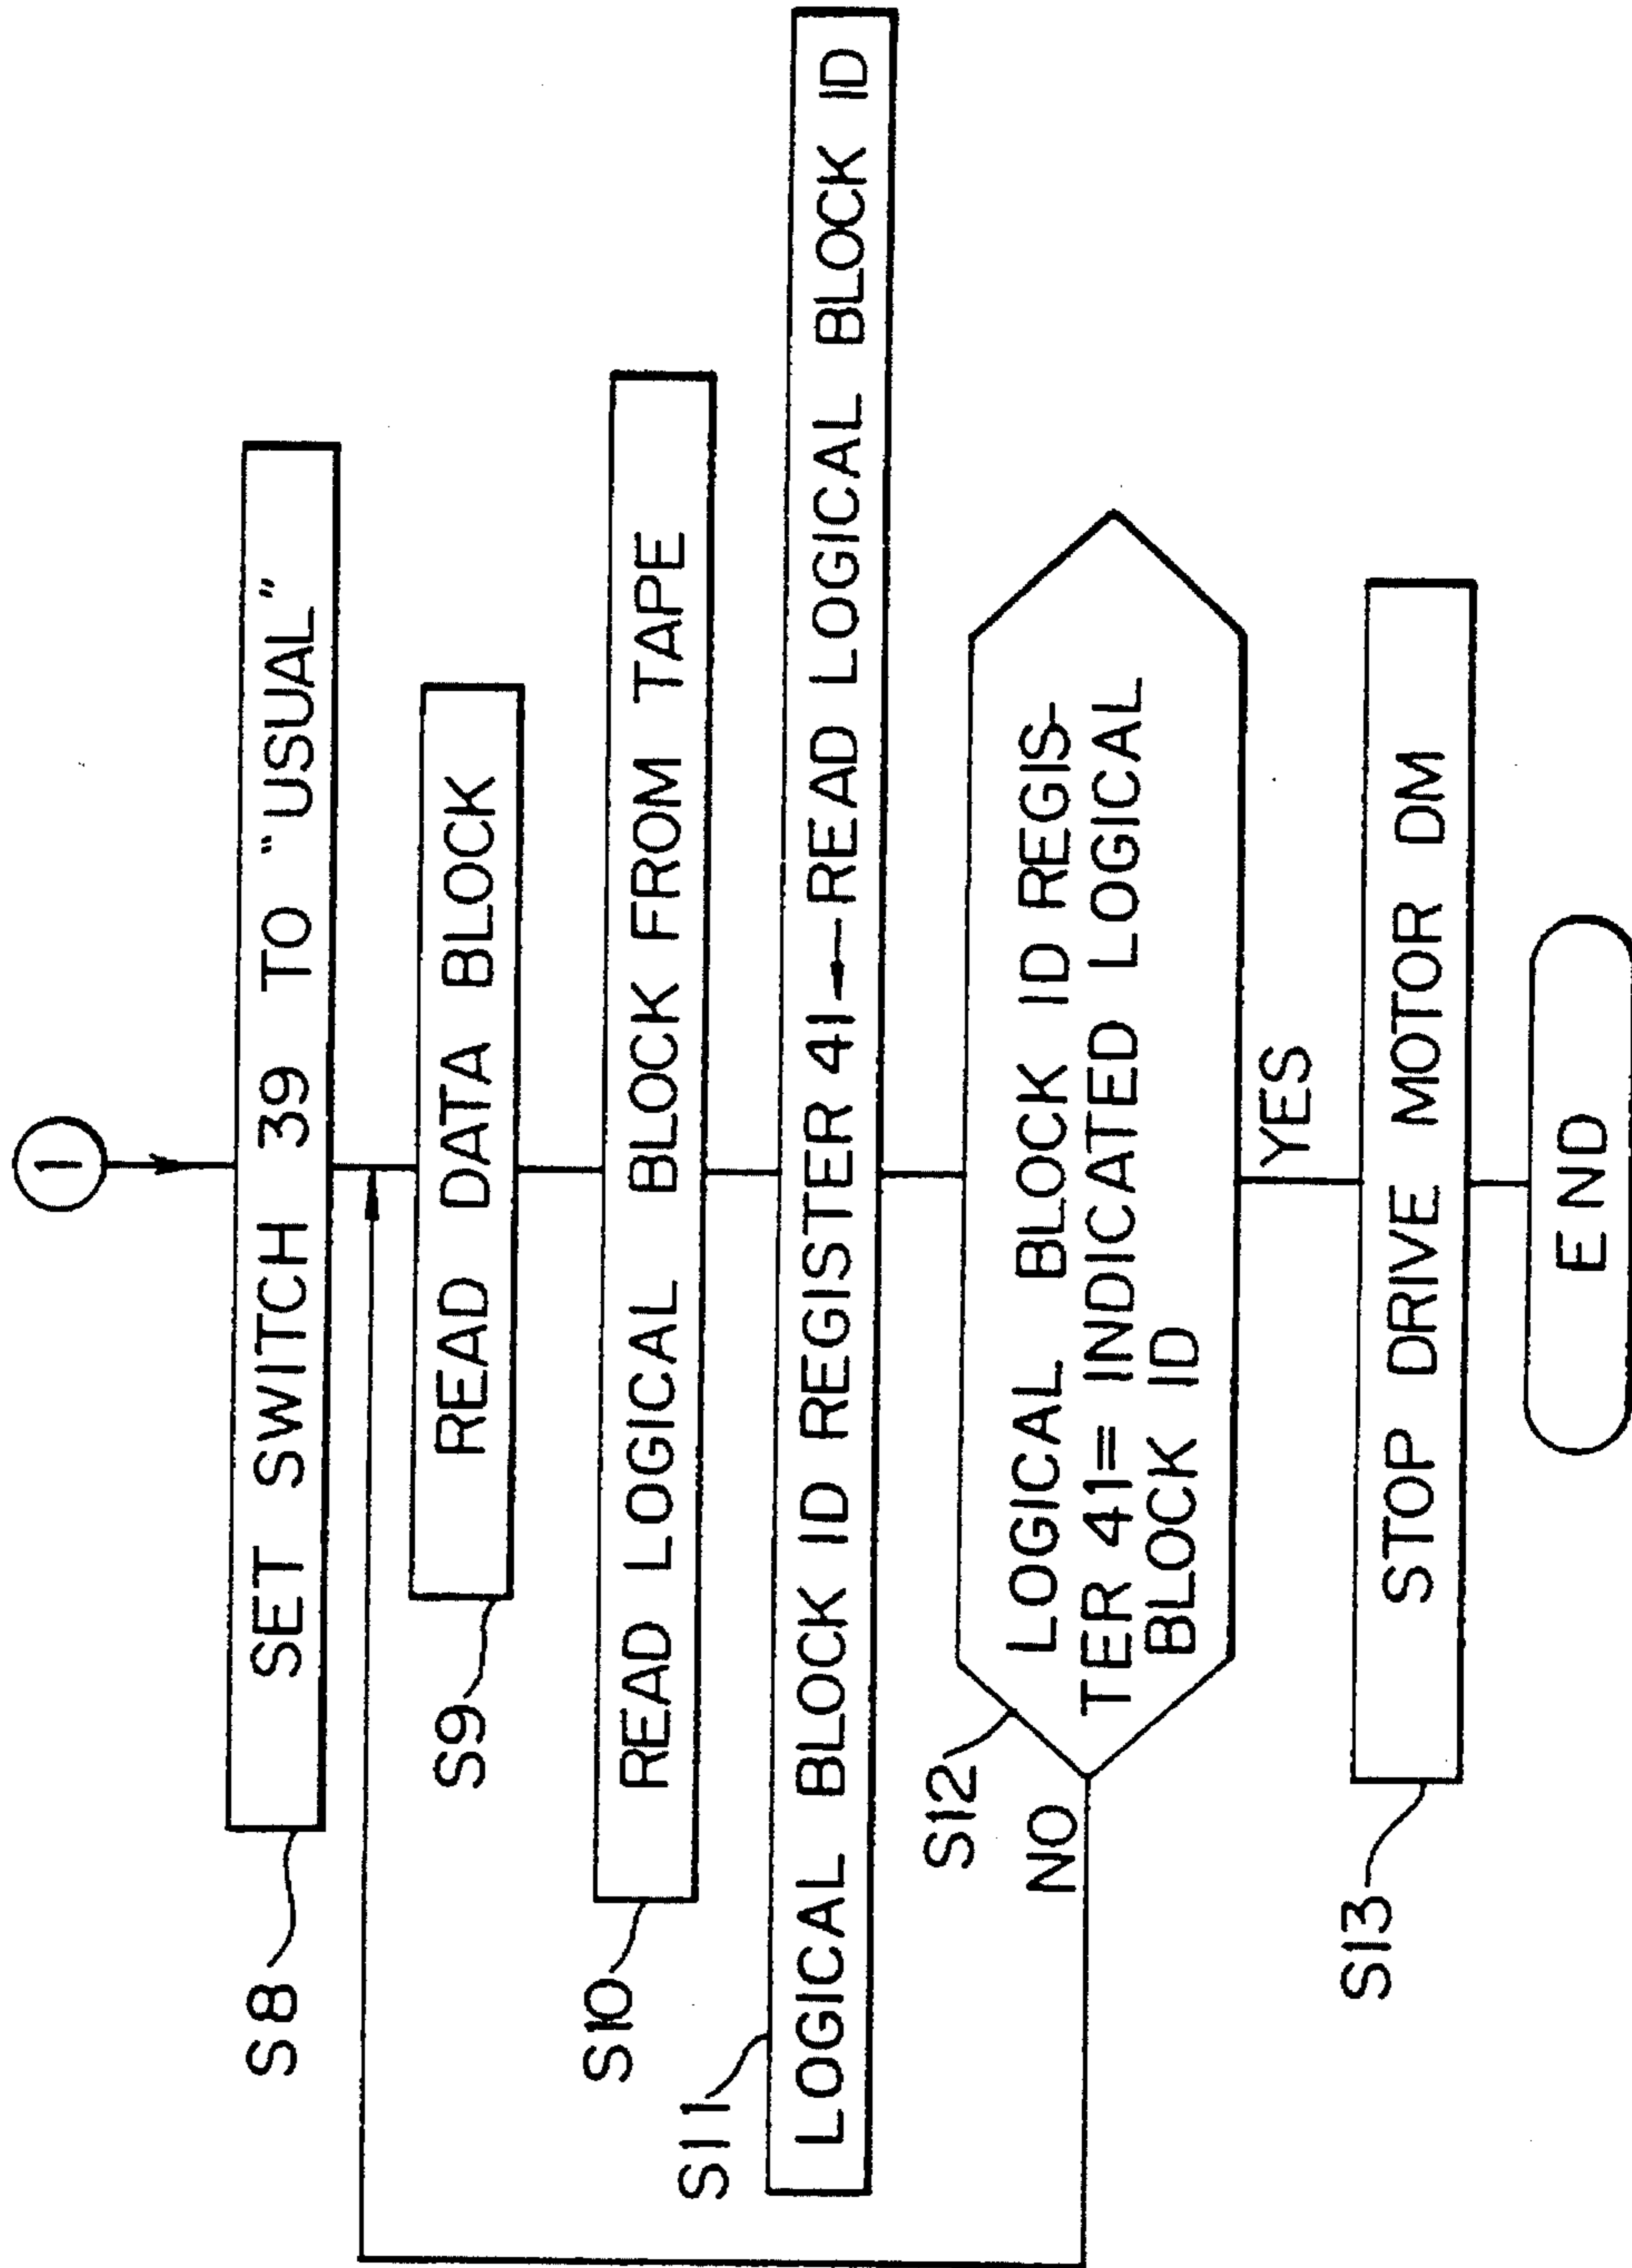 1
S8
SET SWITCH 39 TO "USUAL"
S9
READ DATA BLOCK
S10
READ LOGICAL BLOCK FROM TAPE
S11
LOGICAL BLOCK ID REGISTER 41←READ LOGICAL BLOCK ID
S12
LOGICAL BLOCK ID REGIS-
TER 41= INDICATED LOGICAL
BLOCK ID
NO
YES
S13
STOP DRIVE MOTOR DM
END